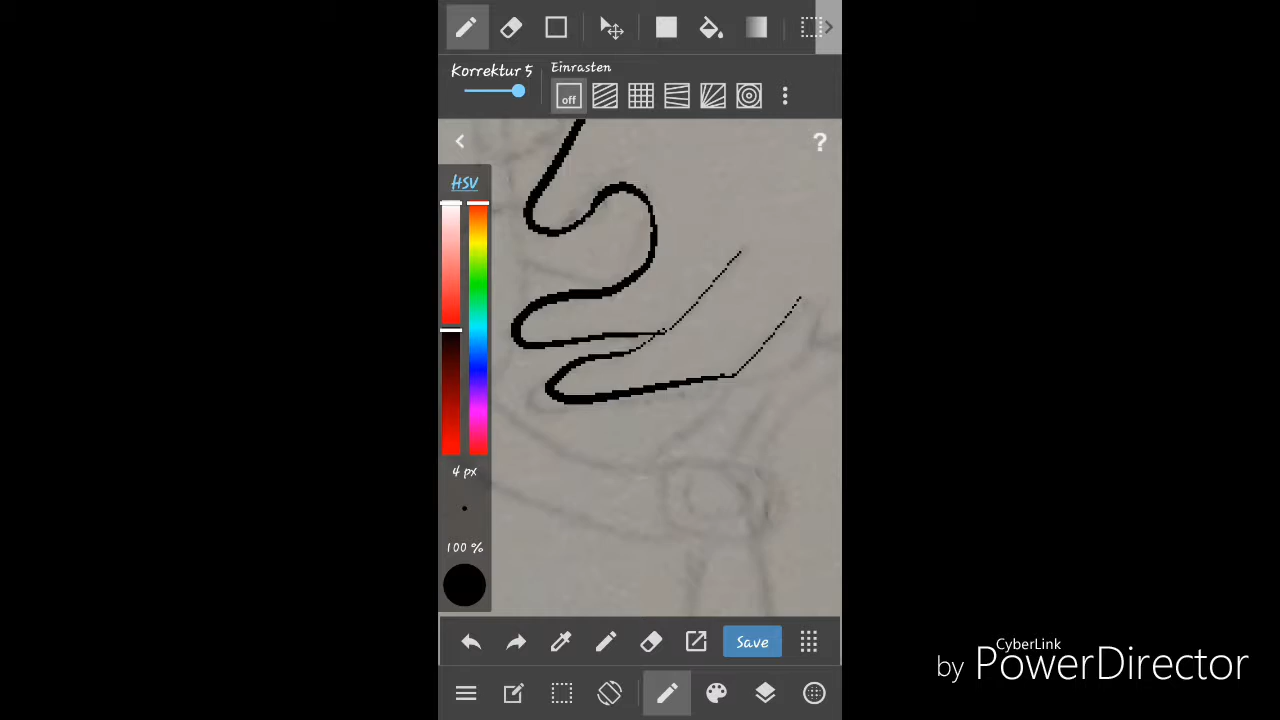 Korrektur 5
Einrasten
off
?
HSV
4 px
100 %
Save
CyberLink
by PowerDirector